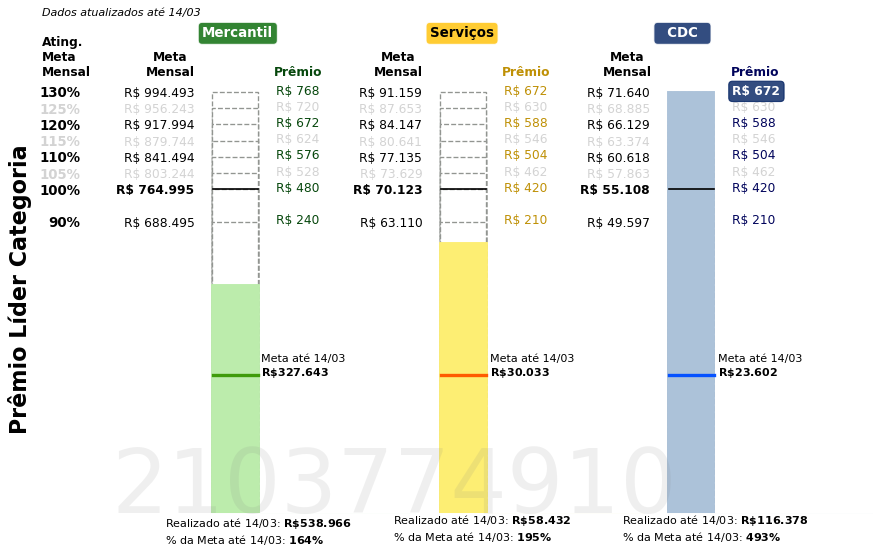 Dados atualizados até 14/03
Mercantil Serviços CDC
Ating. Meta Mensal Meta Mensal Prêmio Meta Mensal Prêmio Meta Mensal Prêmio
130% R$ 994.493 R$ 768 R$ 91.159 R$ 672 R$ 71.640 R$ 672
125% R$ 956.243 R$ 720 R$ 87.653 R$ 630 R$ 68.885 R$ 630
120% R$ 917.994 R$ 672 R$ 84.147 R$ 588 R$ 66.129 R$ 588
115% R$ 879.744 R$ 624 R$ 80.641 R$ 546 R$ 63.374 R$ 546
110% R$ 841.494 R$ 576 R$ 77.135 R$ 504 R$ 60.618 R$ 504
105% R$ 803.244 R$ 528 R$ 73.629 R$ 462 R$ 57.863 R$ 462
100% R$ 764.995 R$ 480 R$ 70.123 R$ 420 R$ 55.108 R$ 420
90% R$ 688.495 R$ 240 R$ 63.110 R$ 210 R$ 49.597 R$ 210
Prêmio Líder Categoria
Meta até 14/03 Meta até 14/03 Meta até 14/03
R$327.643 R$30.033 R$23.602
2103774910
Realizado até 14/03: R$538.966 Realizado até 14/03: R$58.432 Realizado até 14/03: R$116.378
% da Meta até 14/03: 164% % da Meta até 14/03: 195% % da Meta até 14/03: 493%